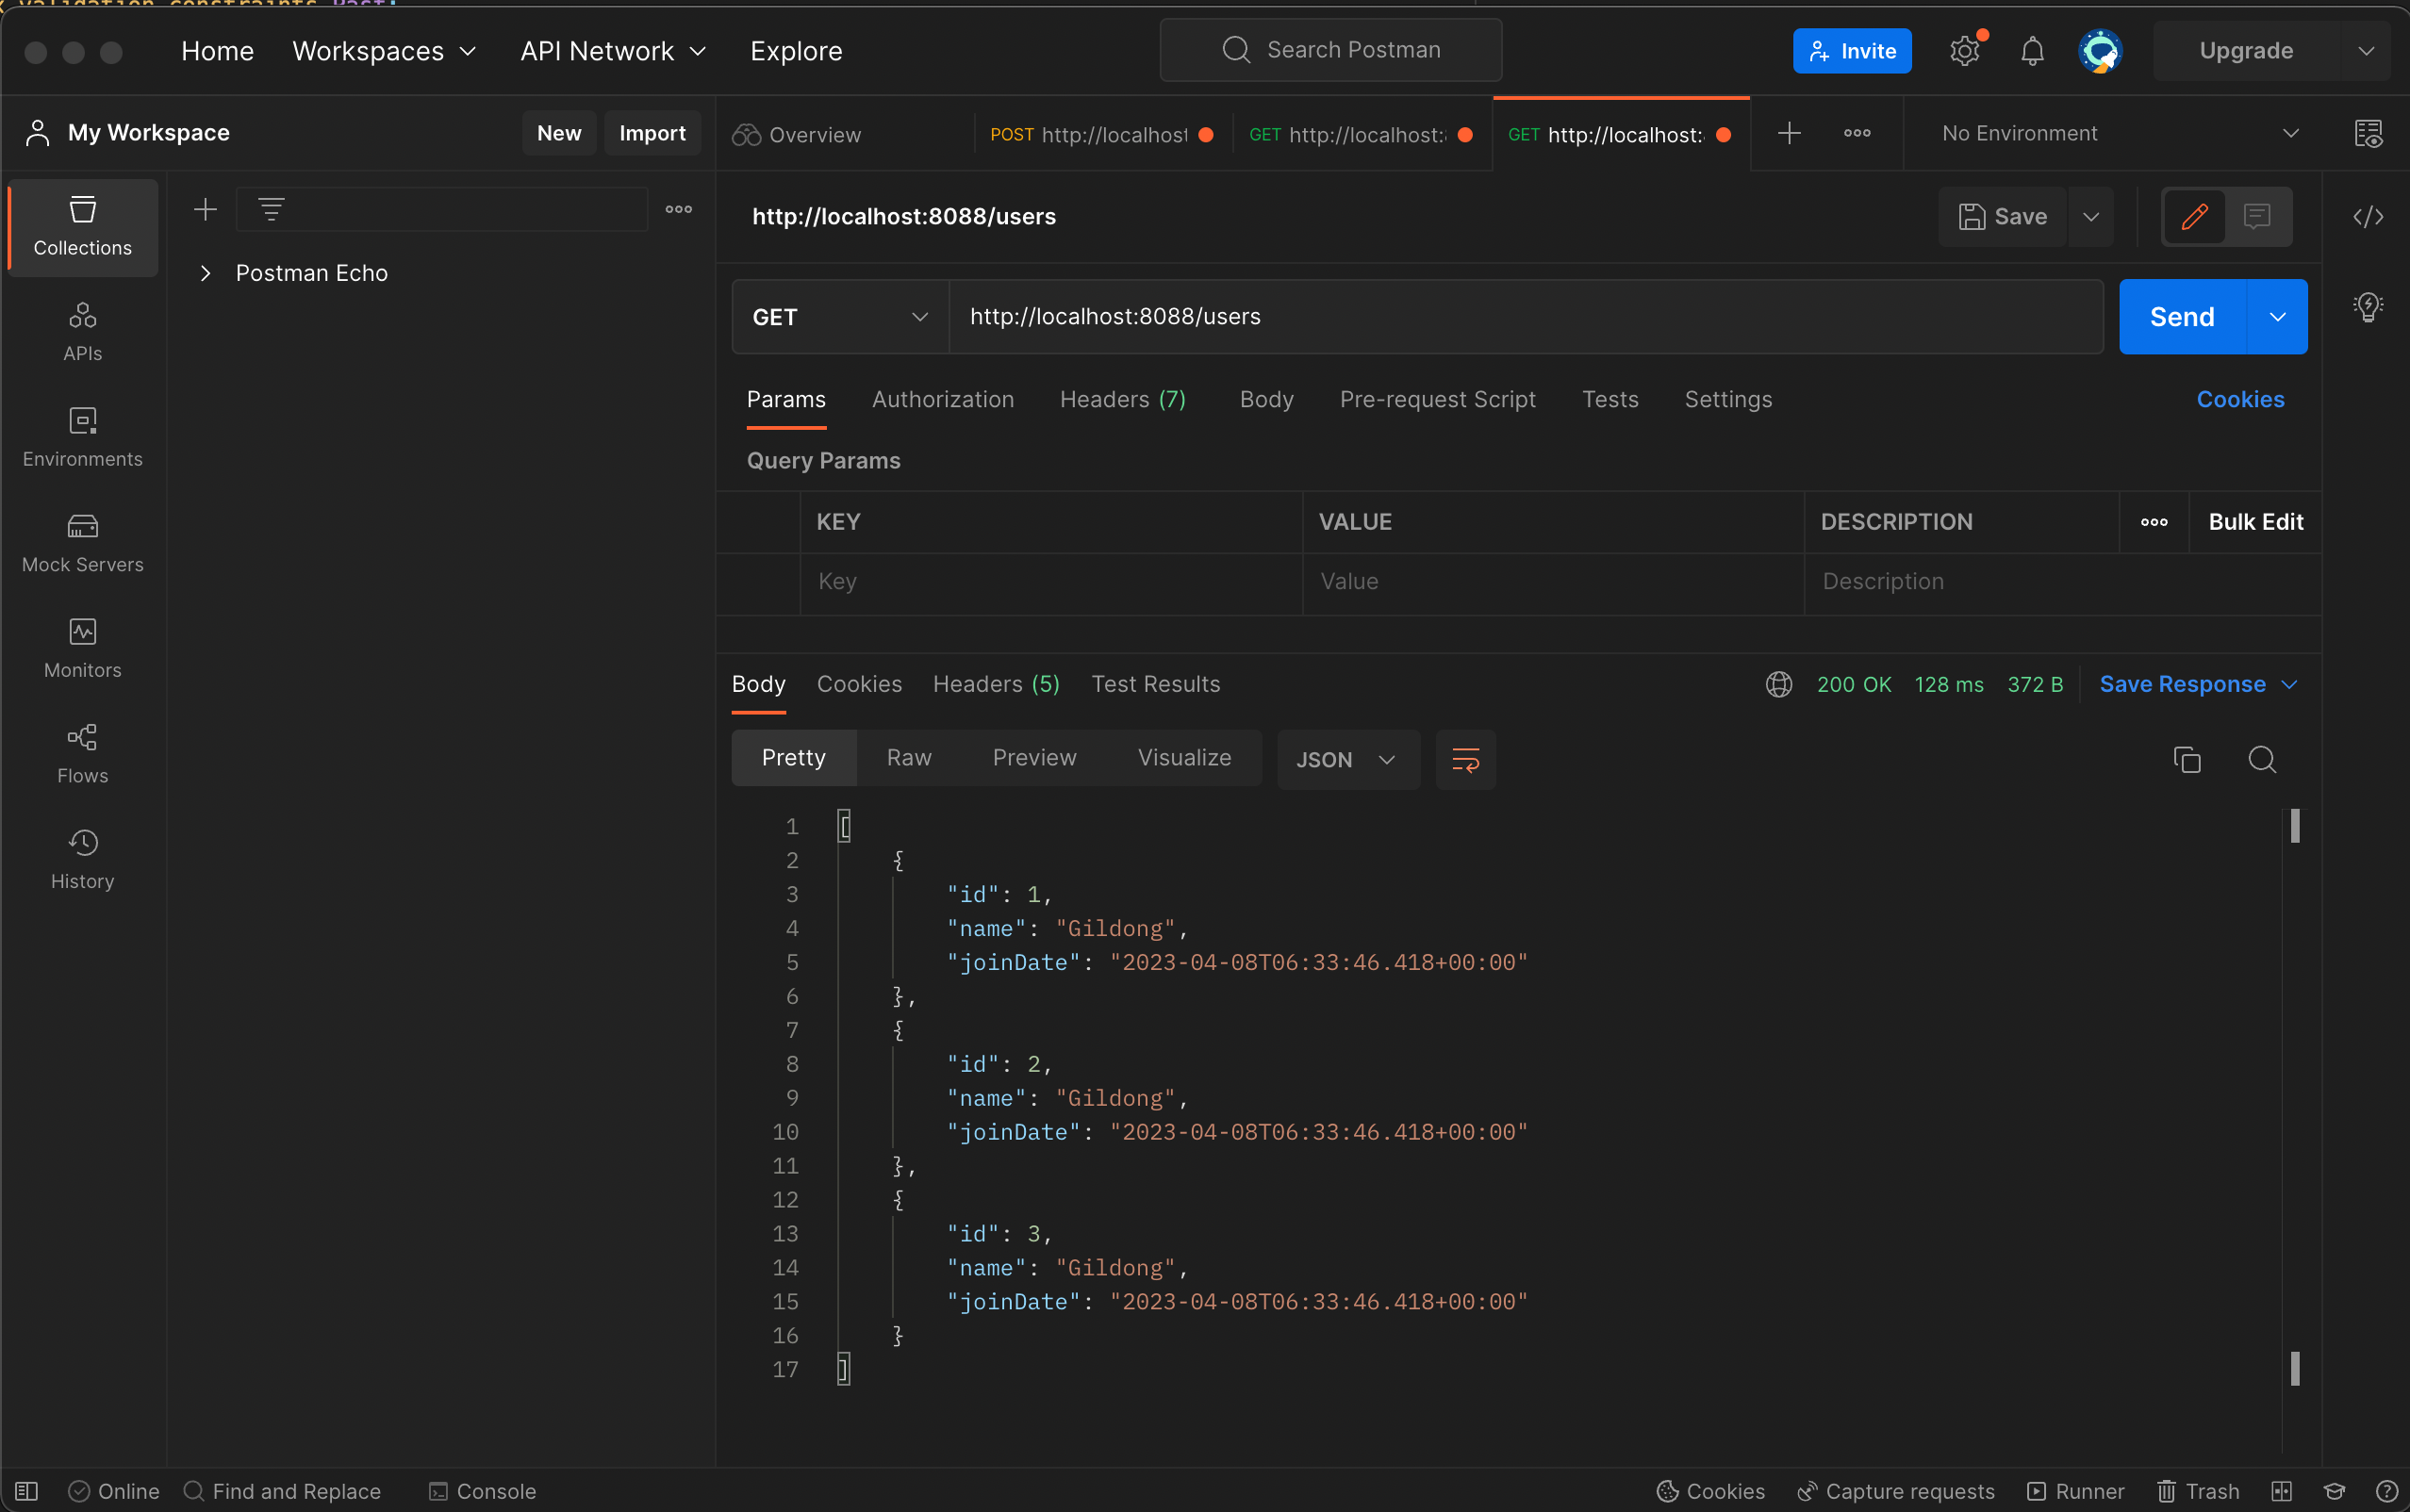 validation.constraints.Past;
Home Workspaces API Network Explore Search Postman Invite Upgrade
My Workspace New Import Overview POST http://localhost GET http://localhost: GET http://localhost: No Environment
Collections
APIs
Environments
Mock Servers
Monitors
Flows
History
Postman Echo
http://localhost:8088/users Save
GET http://localhost:8088/users Send
Params Authorization Headers (7) Body Pre-request Script Tests Settings Cookies
Query Params
KEY VALUE DESCRIPTION Bulk Edit
Key Value Description
Body Cookies Headers (5) Test Results 200 OK 128 ms 372 B Save Response
Pretty Raw Preview Visualize JSON
1 [
2 {
3 "id": 1,
4 "name": "Gildong",
5 "joinDate": "2023-04-08T06:33:46.418+00:00"
6 },
7 {
8 "id": 2,
9 "name": "Gildong",
10 "joinDate": "2023-04-08T06:33:46.418+00:00"
11 },
12 {
13 "id": 3,
14 "name": "Gildong",
15 "joinDate": "2023-04-08T06:33:46.418+00:00"
16 }
17 ]
Online Find and Replace Console Cookies Capture requests Runner Trash